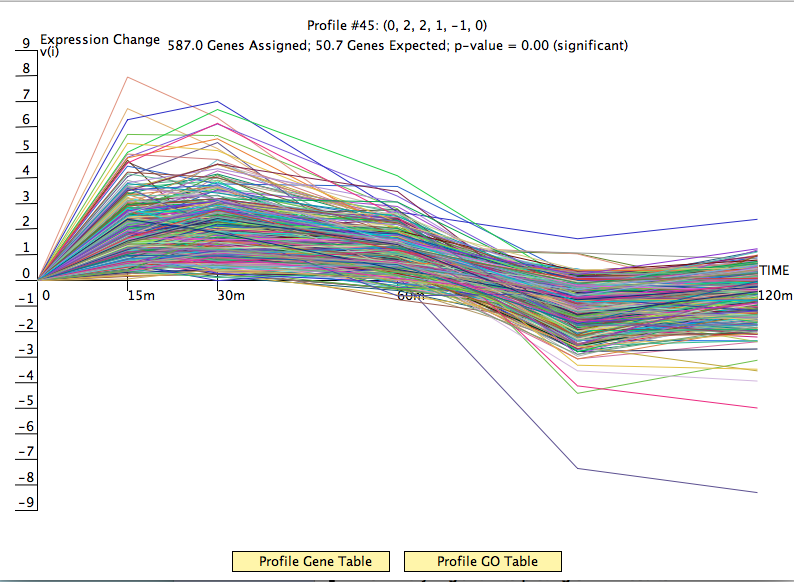 Profile #45: (0, 2, 2, 1, -1, 0)
Expression Change
v(i)
587.0 Genes Assigned; 50.7 Genes Expected; p-value = 0.00 (significant)
9
8
7
6
5
4
3
2
1
0
-1
-2
-3
-4
-5
-6
-7
-8
-9
0
15m
30m
60m
120m
TIME
Profile Gene Table
Profile GO Table